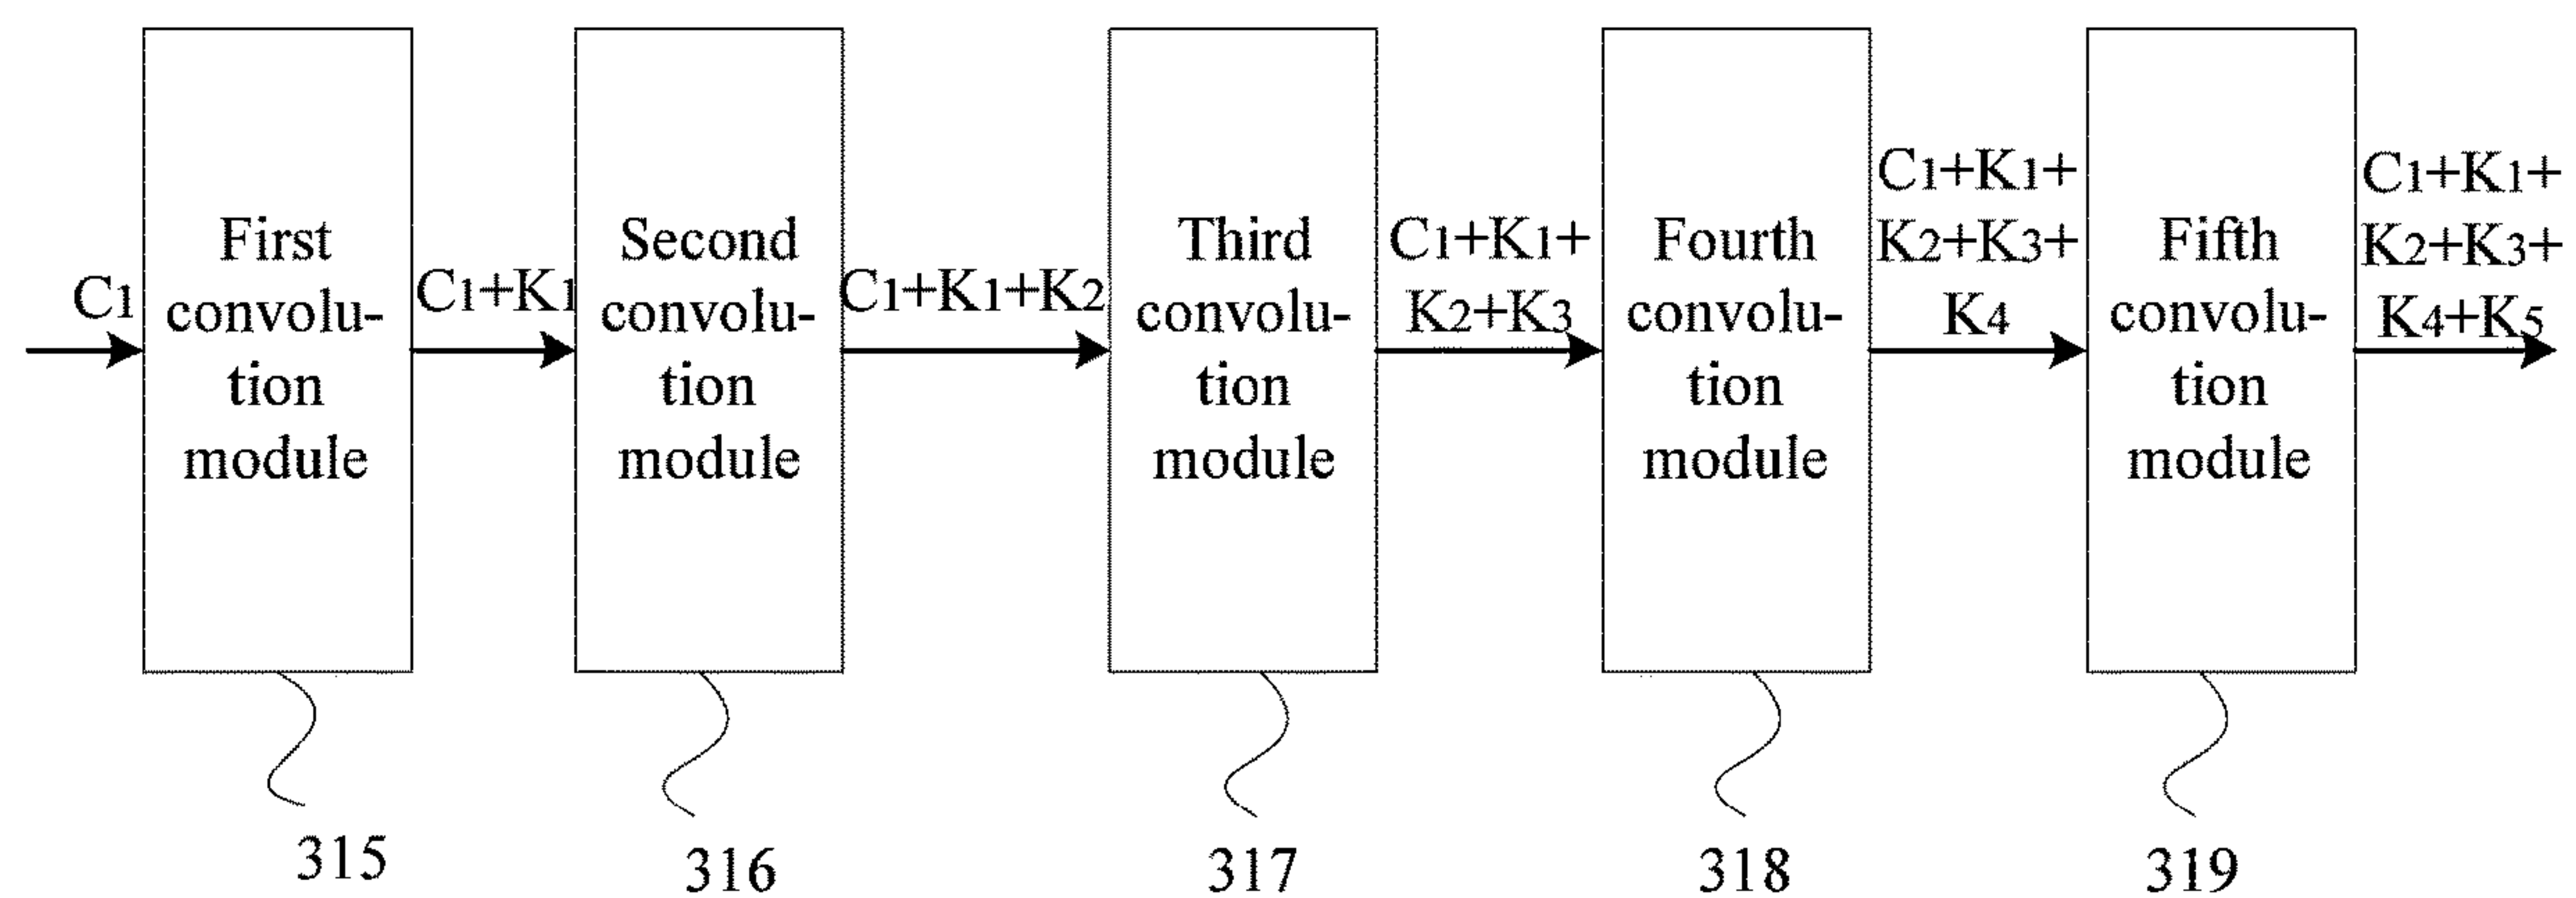 C1
First
convolu-
tion
module
C1+K1
Second
convolu-
tion
module
C1+K1+K2
Third
convolu-
tion
module
C1+K1+
K2+K3
Fourth
convolu-
tion
module
C1+K1+
K2+K3+
K4
Fifth
convolu-
tion
module
C1+K1+
K2+K3+
K4+K5
315
316
317
318
319